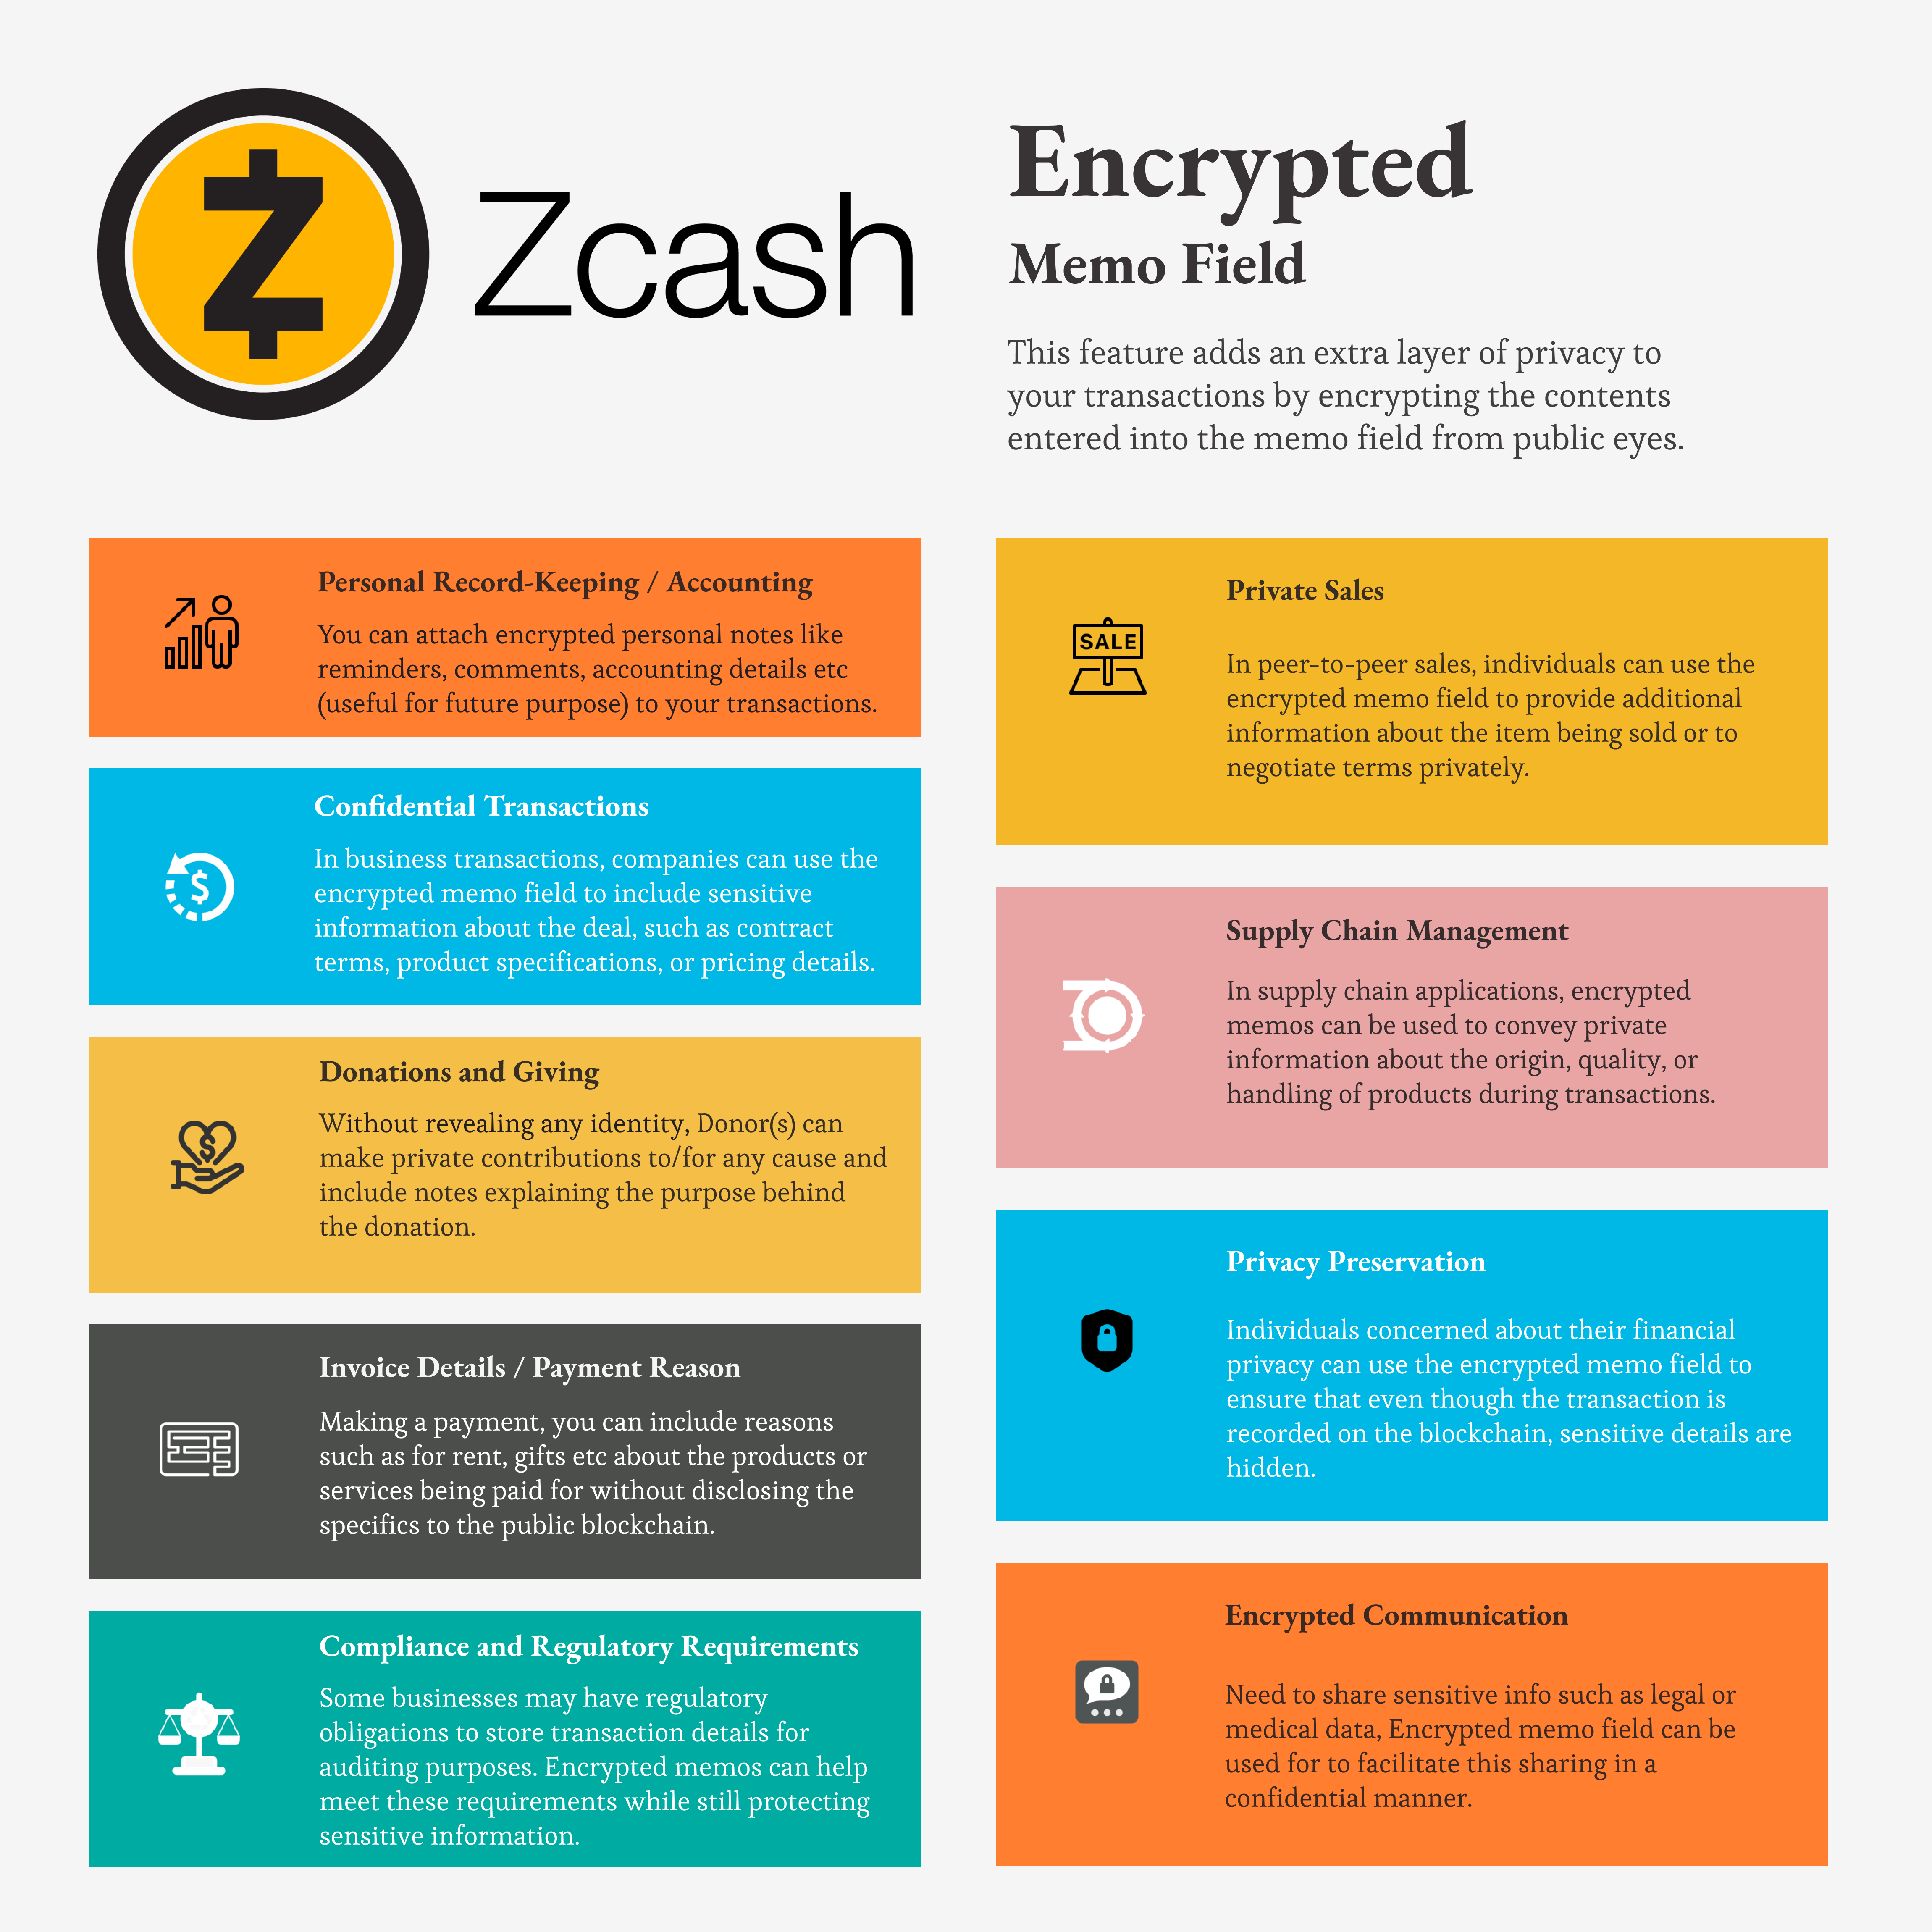 Zcash
Encrypted
Memo Field
This feature adds an extra layer of privacy to
your transactions by encrypting the contents
entered into the memo field from public eyes.
Personal Record-Keeping / Accounting
You can attach encrypted personal notes like
reminders, comments, accounting details etc
(useful for future purpose) to your transactions.
Confidential Transactions
In business transactions, companies can use the
encrypted memo field to include sensitive
information about the deal, such as contract
terms, product specifications, or pricing details.
Donations and Giving
Without revealing any identity, Donor(s) can
make private contributions to/for any cause and
include notes explaining the purpose behind
the donation.
Invoice Details / Payment Reason
Making a payment, you can include reasons
such as for rent, gifts etc about the products or
services being paid for without disclosing the
specifics to the public blockchain.
Compliance and Regulatory Requirements
Some businesses may have regulatory
obligations to store transaction details for
auditing purposes. Encrypted memos can help
meet these requirements while still protecting
sensitive information.
SALE
Private Sales
In peer-to-peer sales, individuals can use the
encrypted memo field to provide additional
information about the item being sold or to
negotiate terms privately.
Supply Chain Management
In supply chain applications, encrypted
memos can be used to convey private
information about the origin, quality, or
handling of products during transactions.
Privacy Preservation
Individuals concerned about their financial
privacy can use the encrypted memo field to
ensure that even though the transaction is
recorded on the blockchain, sensitive details are
hidden.
Encrypted Communication
Need to share sensitive info such as legal or
medical data, Encrypted memo field can be
used for to facilitate this sharing in a
confidential manner.